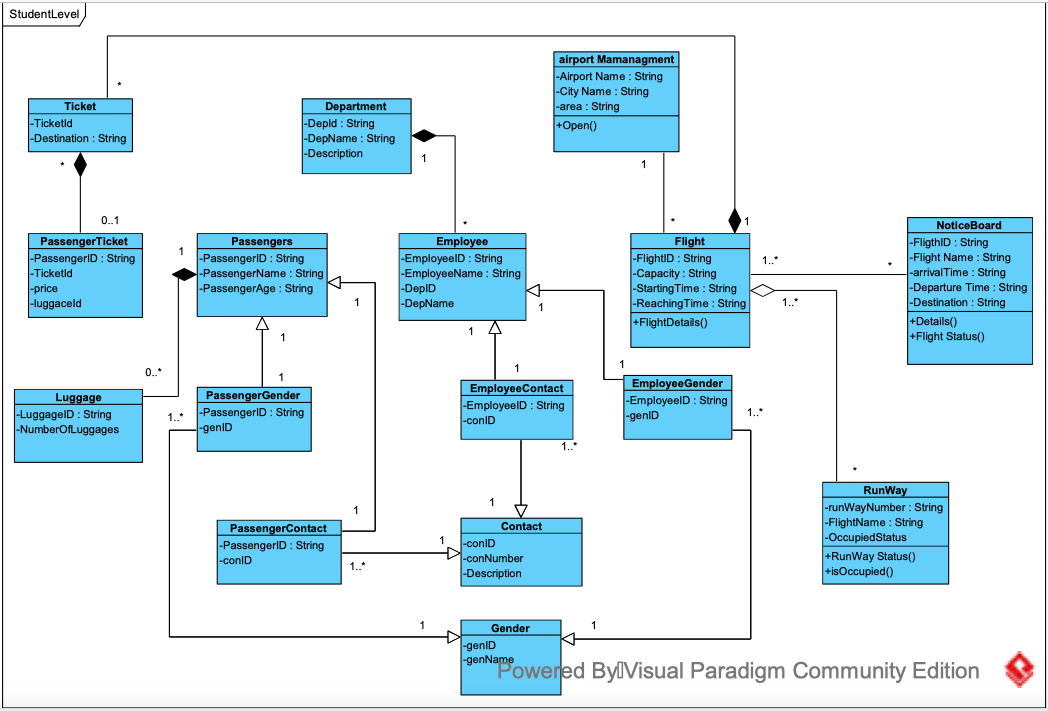 StudentLevel
*
Ticket
-TicketId
-Destination : String
*
0..1
PassengerTicket
-PassengerID : String
-TicketId
-price
-luggaceId
Department
-DepId : String
-DepName : String
-Description
1
*
airport Mamanagment
-Airport Name : String
-City Name : String
-area : String
+Open()
1
*
1
Passengers
-PassengerID : String
-PassengerName : String
-PassengerAge : String
1
1
1
Employee
-EmployeeID : String
-EmployeeName : String
-DepID
-DepName
1
1
Flight
-FlightID : String
-Capacity : String
-StartingTime : String
-ReachingTime : String
+FlightDetails()
1..*
*
1..*
NoticeBoard
-FligthID : String
-Flight Name : String
-arrivalTime : String
-Departure Time : String
-Destination : String
+Details()
+Flight Status()
0..*
Luggage
-LuggageID : String
-NumberOfLuggages
1
PassengerGender
-PassengerID : String
-genID
1..*
1
EmployeeContact
-EmployeeID : String
-conID
1..*
1
EmployeeGender
-EmployeeID : String
-genID
1..*
*
RunWay
-runWayNumber : String
-FlightName : String
-OccupiedStatus
+RunWay Status()
+isOccupied()
1
PassengerContact
-PassengerID : String
-conID
1..*
1
1
Contact
-conID
-conNumber
-Description
1
1
Gender
-genID
-genName
Powered By Visual Paradigm Community Edition